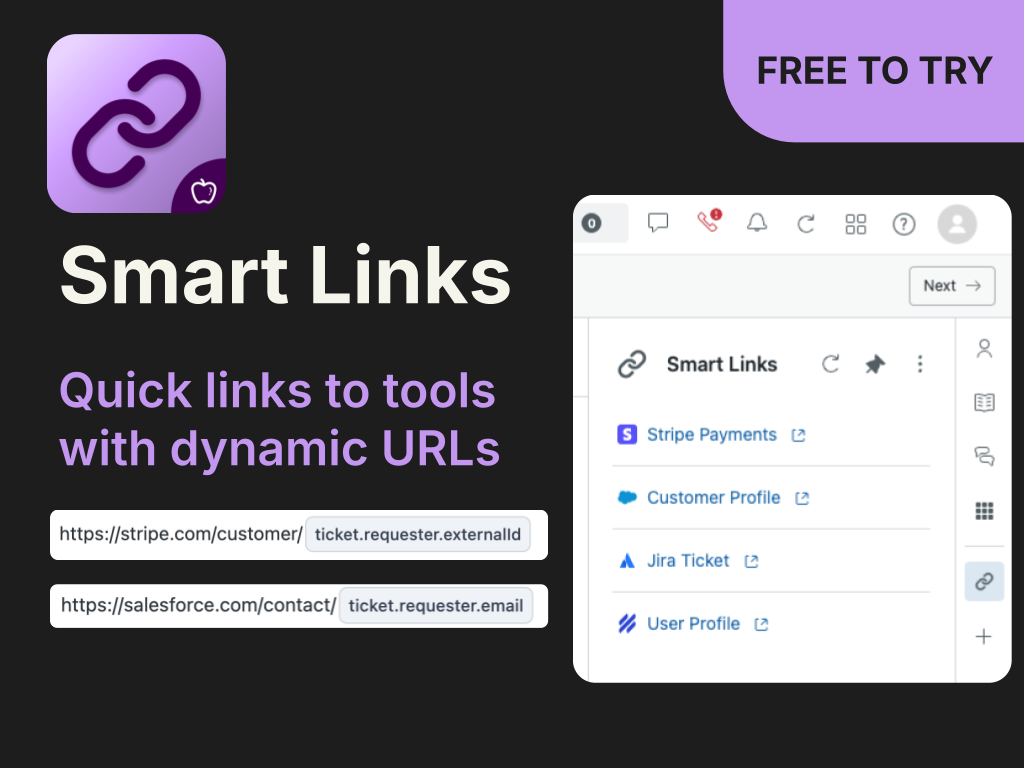 FREE TO TRY
Smart Links
Quick links to tools
with dynamic URLs
https://stripe.com/customer/ ticket.requester.externalId
https://salesforce.com/contact/ ticket.requester.email
0
!
?
Next →
Smart Links
S Stripe Payments
Customer Profile
Jira Ticket
User Profile